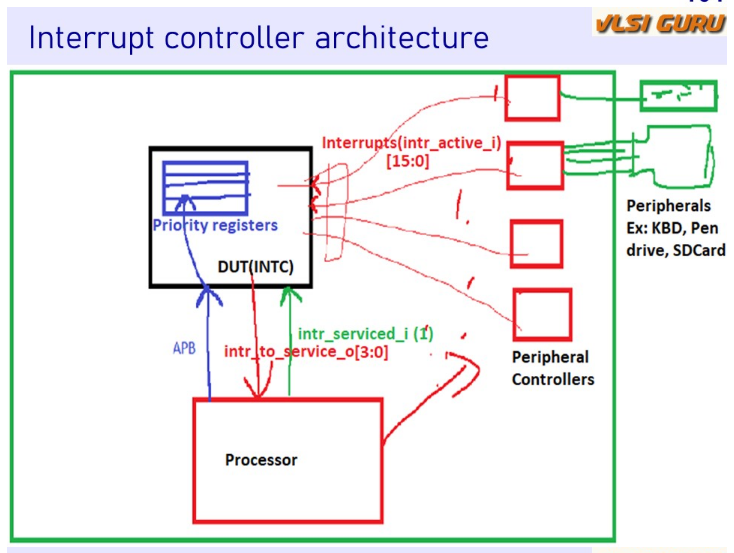 VLSI GURU
Interrupt controller architecture
Interrupts(intr_active_i)
[15:0]
Priority registers
DUT(INTC)
Peripherals
Ex: KBD, Pen
drive, SDCard
intr_serviced_i (1)
APB
intr_to_service_o[3:0]
Peripheral
Controllers
Processor